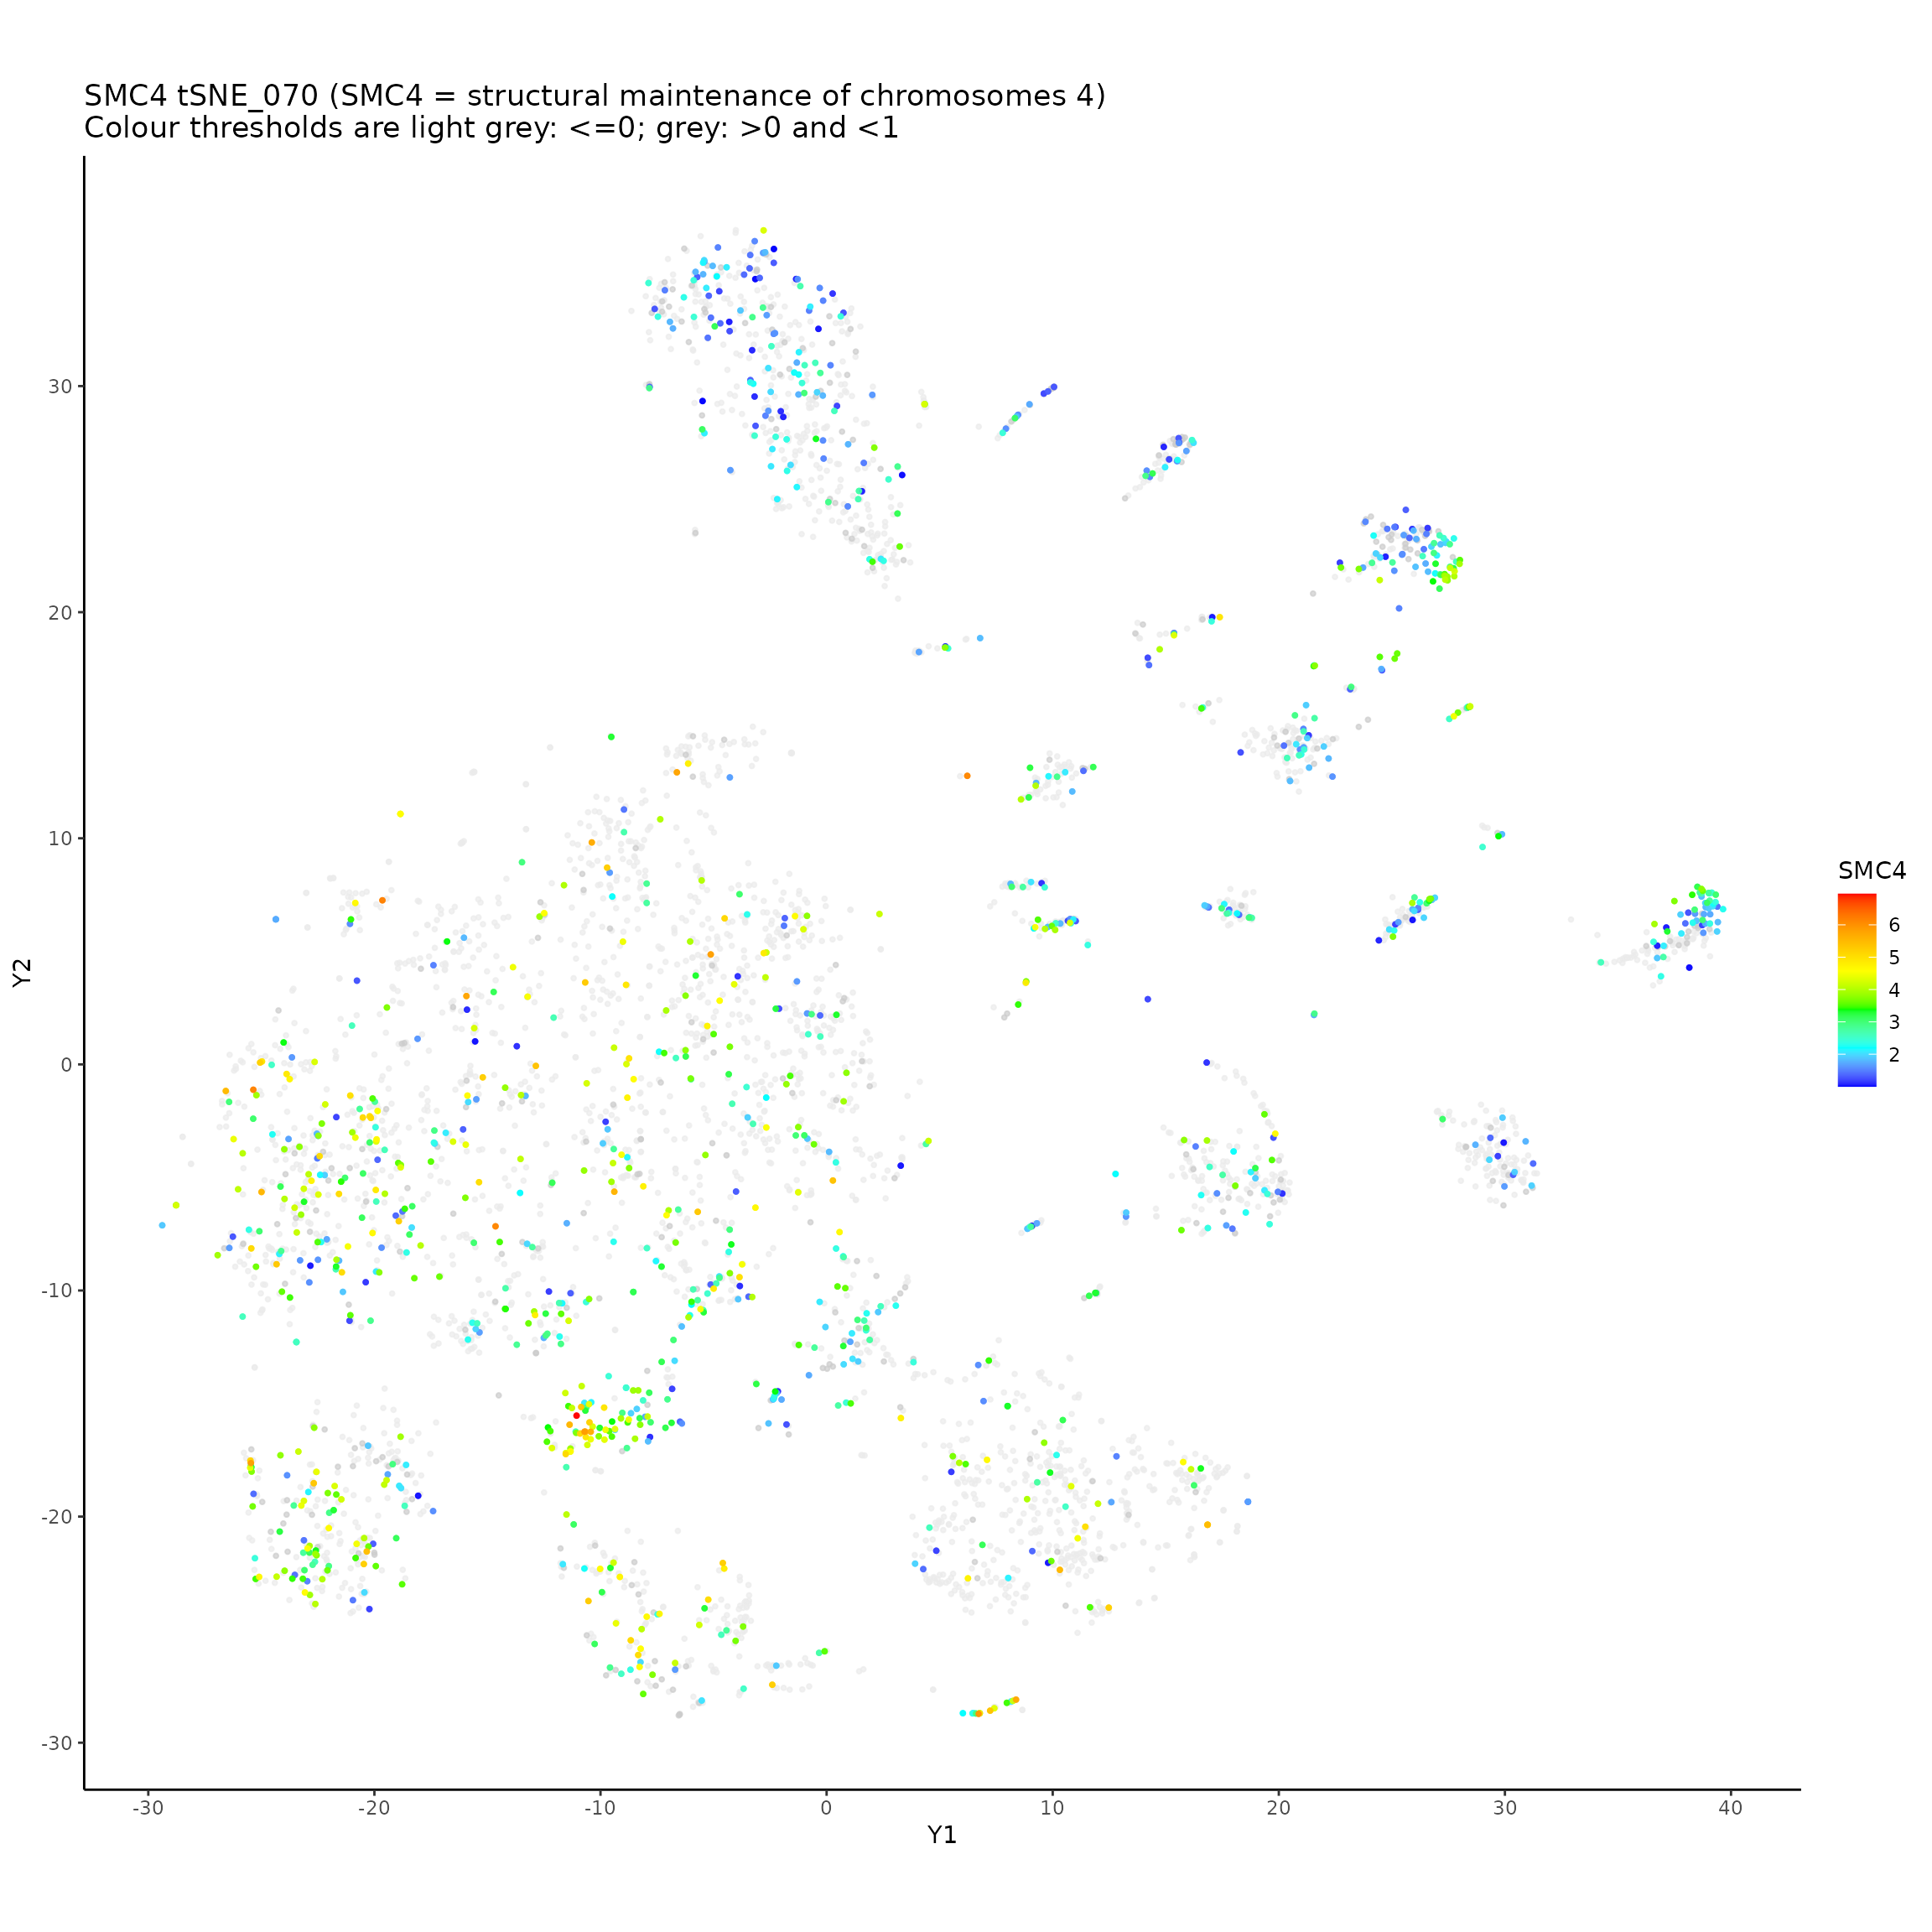 SMC4 tSNE_070 (SMC4 = structural maintenance of chromosomes 4)
Colour thresholds are light grey: <=0; grey: >0 and <1
30
20
10
0
-10
-20
-30
Y2
-30 -20 -10 0 10 20 30 40
Y1
SMC4
6
5
4
3
2